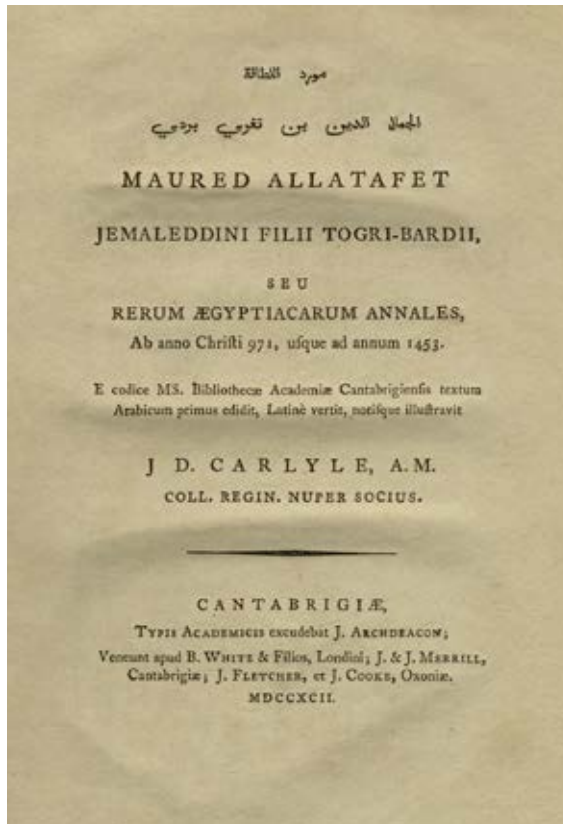 مورد اللطافة
لجمال الدين بن تغري بردي
MAURED ALLATAFET
JEMALEDDINI FILII TOGRI-BARDII,
SEU
RERUM ÆGYPTIACARUM ANNALES,
Ab anno Chriſti 971, uſque ad annum 1453.
E codice MS. Bibliothecæ Academiæ Cantabrigienſis textum
Arabicum primus edidit, Latinè vertit, notiſque illuſtravit
J D. CARLYLE, A.M.
COLL. REGIN. NUPER SOCIUS.
CANTABRIGIÆ,
TYPIS ACADEMICIS excudebat J. ARCHDEACON;
Veneunt apud B. WHITE & Filios, Londini; J. & J. MERRILL,
Cantabrigiæ; J. FLETCHER, et J. COOKE, Oxoniæ.
MDCCXCII.